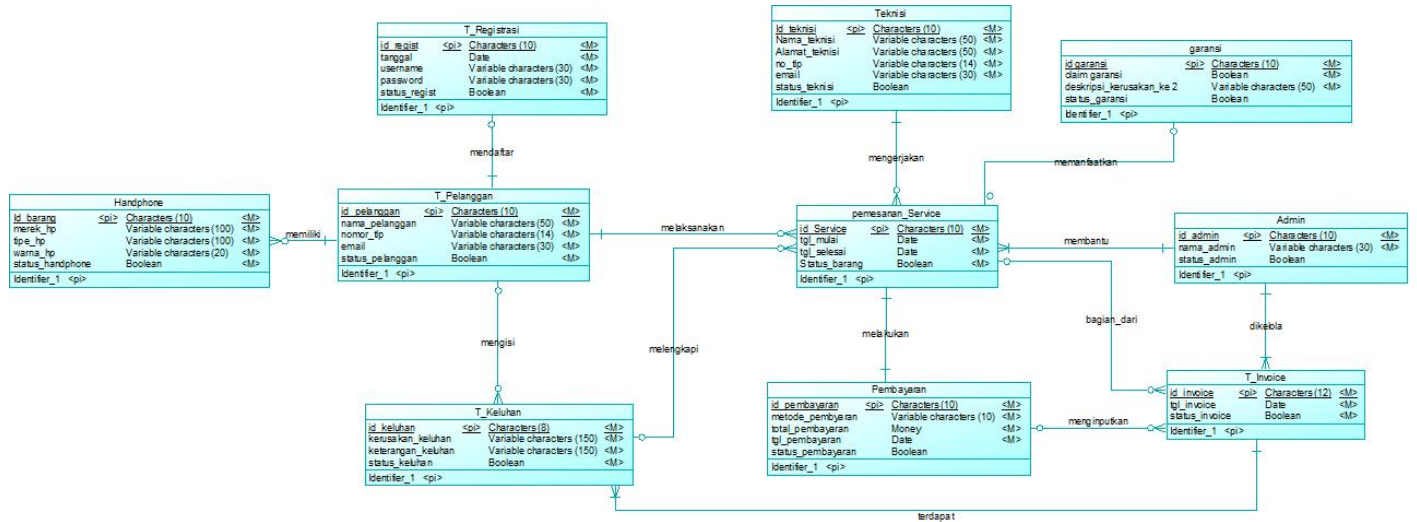 T_Registrasi
id_regist <pi> Characters (10) <M>
tanggal Date <M>
username Variable characters (30) <M>
password Variable characters (30) <M>
status_regist Boolean <M>
Identifier_1 <pi>
Teknisi
Id_teknisi <pi> Characters (10) <M>
Nama_teknisi Variable characters (50) <M>
Alamat_teknisi Variable characters (50) <M>
no_tlp Variable characters (14) <M>
email Variable characters (30) <M>
status_teknisi Boolean
Identifier_1 <pi>
garansi
id garansi <pi> Characters (10) <M>
claim garansi Boolean <M>
deskripsi_kerusakan_ke 2 Variable characters (50) <M>
status_garansi Boolean
Identifier_1 <pi>
mendaftar
mengerjakan
memanfaatkan
Handphone
Id_barang <pi> Characters (10) <M>
merek_hp Variable characters (100) <M>
tipe_hp Variable characters (100) <M>
warna_hp Variable characters (20) <M>
status_handphone Boolean <M>
Identifier_1 <pi>
memiliki
T_Pelanggan
id_pelanggan <pi> Characters (10) <M>
nama_pelanggan Variable characters (50) <M>
nomor_tlp Variable characters (14) <M>
email Variable characters (30) <M>
status_pelanggan Boolean <M>
Identifier_1 <pi>
melaksanakan
pemesanan_Service
id_Service <pi> Characters (10) <M>
tgl_mulai Date <M>
tgl_selesai Date <M>
Status_barang Boolean <M>
Identifier_1 <pi>
membantu
Admin
id_admin <pi> Characters (10) <M>
nama_admin Variable characters (30) <M>
status_admin Boolean
Identifier_1 <pi>
mengisi
melengkapi
melakukan
bagian_dari
dikelola
T_Keluhan
id_keluhan <pi> Characters (8) <M>
kerusakan_keluhan Variable characters (150) <M>
keterangan_keluhan Variable characters (150) <M>
status_keluhan Boolean <M>
Identifier_1 <pi>
Pembayaran
id_pembayaran <pi> Characters (10) <M>
metode_pembyaran Variable characters (10) <M>
total_pembayaran Money <M>
tgl_pembayaran Date <M>
status_pembayaran Boolean
Identifier_1 <pi>
menginputkan
T_Invoice
id_invoice <pi> Characters (12) <M>
tgl_invoice Date <M>
status_invoice Boolean <M>
Identifier_1 <pi>
terdapat